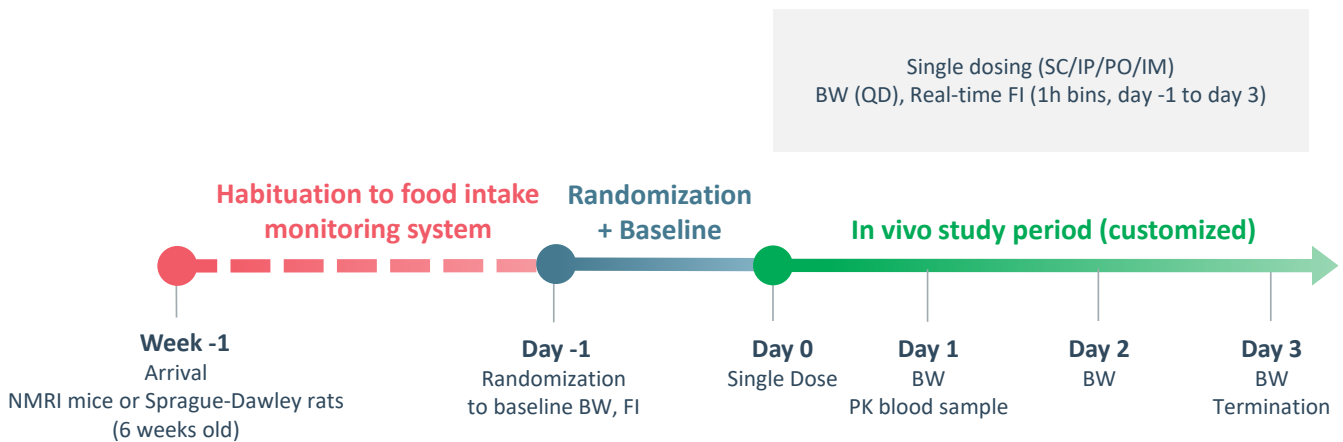 Single dosing (SC/IP/PO/IM)
BW (QD), Real-time FI (1h bins, day -1 to day 3)
Habituation to food intake
monitoring system
Randomization
+ Baseline
In vivo study period (customized)
Week -1
Arrival
NMRI mice or Sprague-Dawley rats
(6 weeks old)
Day -1
Randomization
to baseline BW, FI
Day 0
Single Dose
Day 1
BW
PK blood sample
Day 2
BW
Day 3
BW
Termination